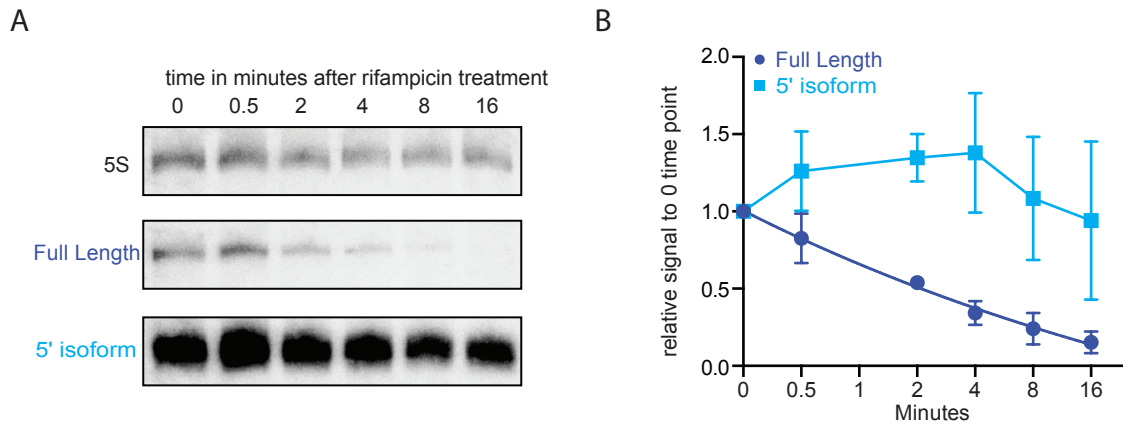 A
time in minutes after rifampicin treatment
0 0.5 2 4 8 16
5S
Full Length
5' isoform
B
Full Length
5' isoform
relative signal to 0 time point
2.0
1.5
1.0
0.5
0.0
0 0.5 1 2 4 8 16
Minutes